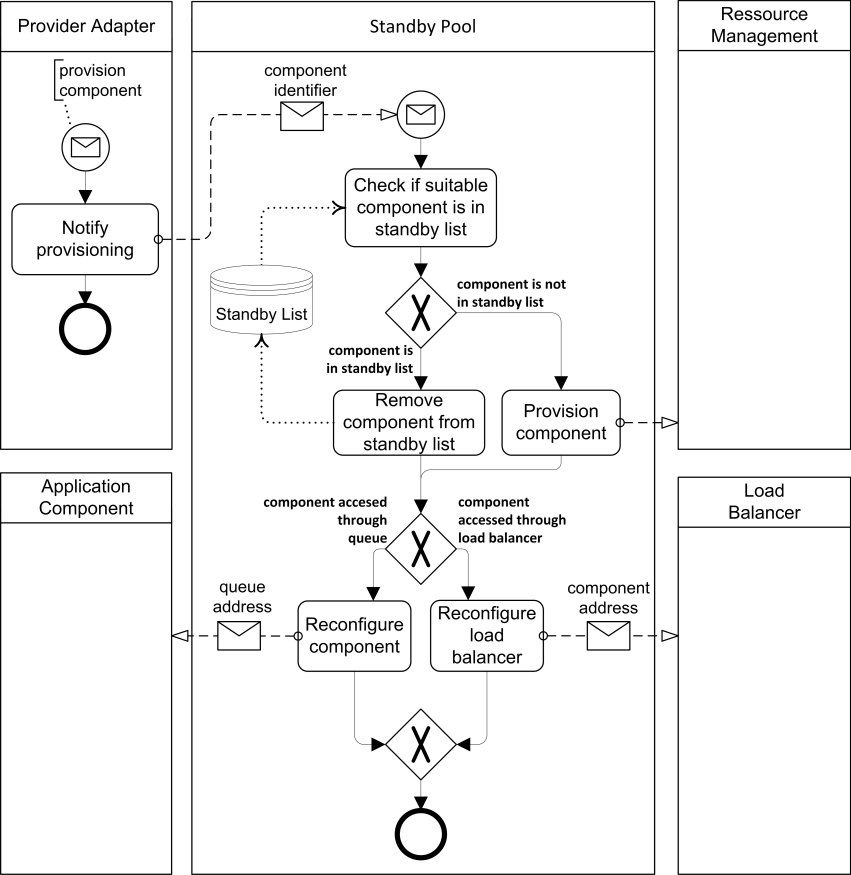 Provider Adapter
Standby Pool
Ressource
Management
provision
component
component
identifier
Notify
provisioning
Check if suitable
component is in
standby list
Standby List
component is not
in standby list
component is
in standby list
Remove
component from
standby list
Provision
component
Application
Component
Load
Balancer
component accesed
through
queue
component
accessed through
load balancer
queue
address
Reconfigure
component
Reconfigure
load
balancer
component
address